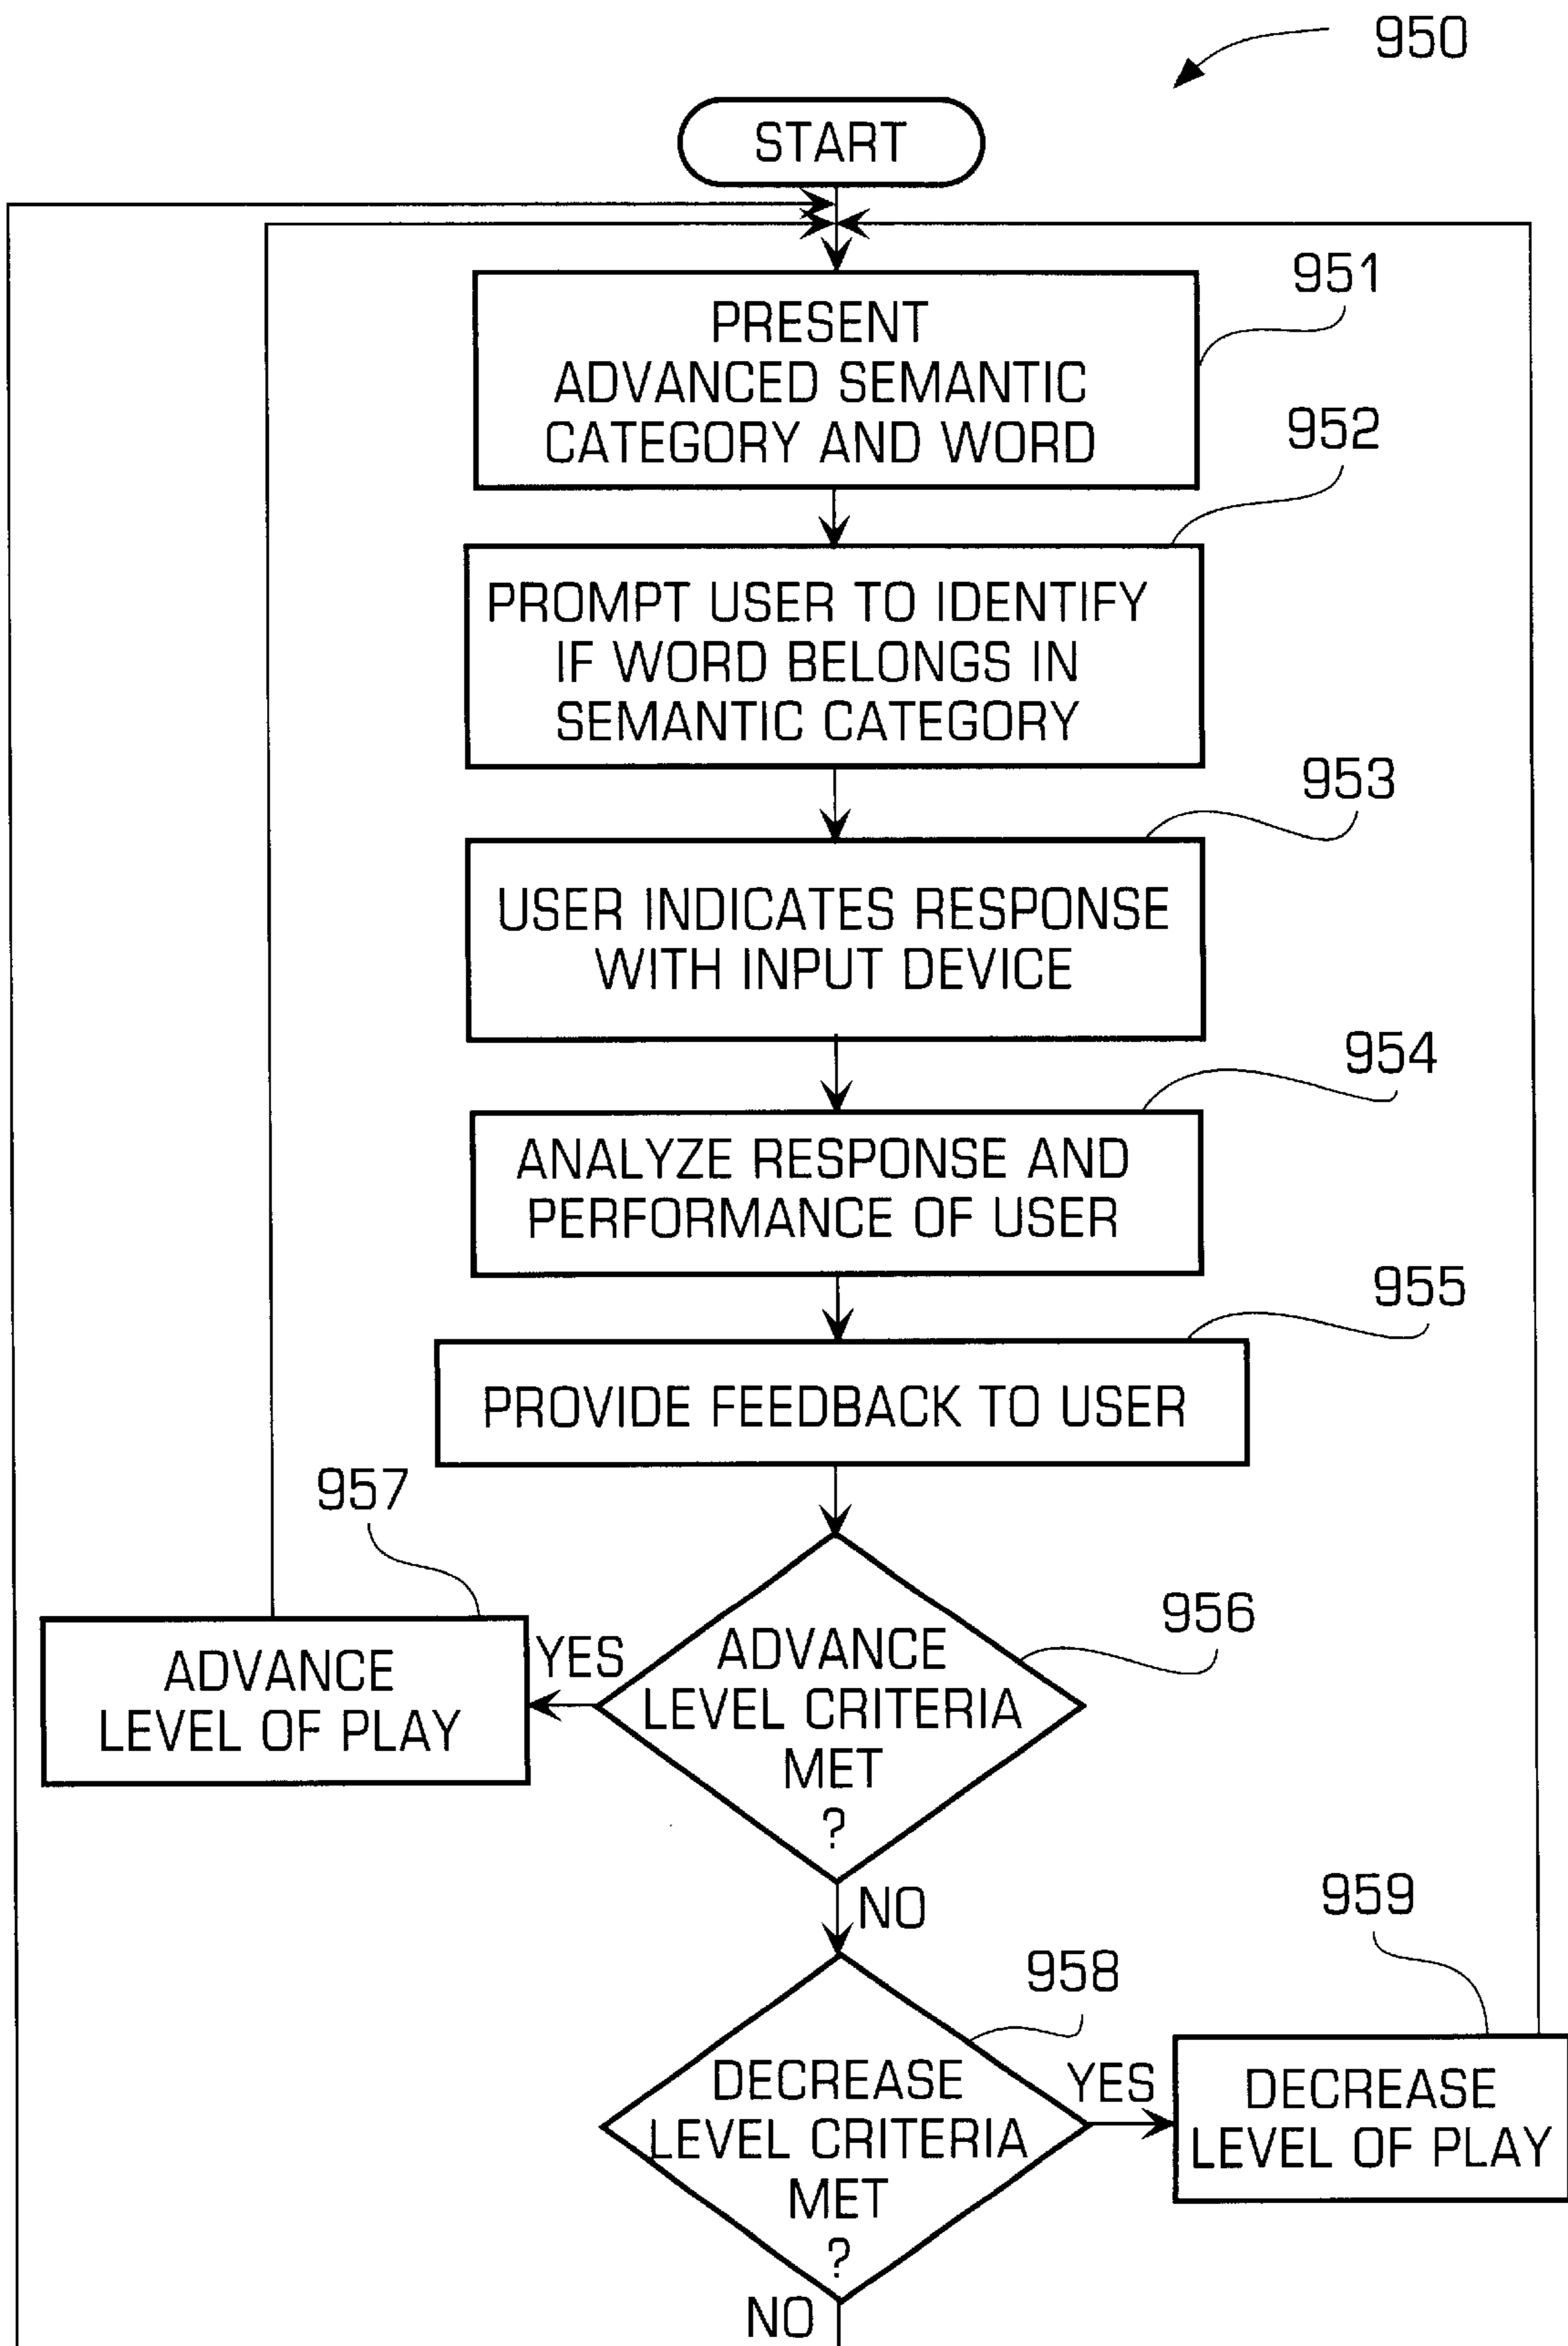 950
START
951
PRESENT
ADVANCED SEMANTIC
CATEGORY AND WORD
952
PROMPT USER TO IDENTIFY
IF WORD BELONGS IN
SEMANTIC CATEGORY
953
USER INDICATES RESPONSE
WITH INPUT DEVICE
954
ANALYZE RESPONSE AND
PERFORMANCE OF USER
955
PROVIDE FEEDBACK TO USER
957
956
ADVANCE
LEVEL OF PLAY
YES
ADVANCE
LEVEL CRITERIA
MET
?
NO
959
958
DECREASE
LEVEL CRITERIA
MET
?
YES
DECREASE
LEVEL OF PLAY
NO